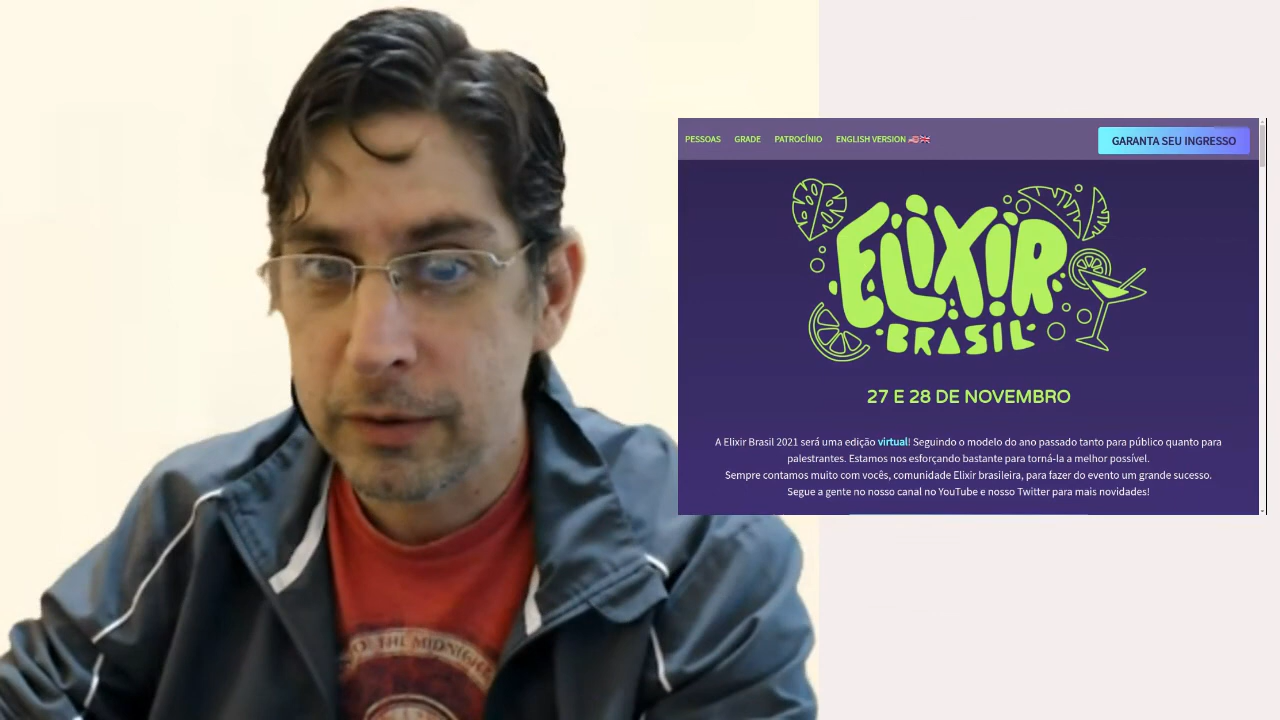 PESSOAS GRADE PATROCÍNIO ENGLISH VERSION
GARANTA SEU INGRESSO
ELIXIR
BRASIL
27 E 28 DE NOVEMBRO
A Elixir Brasil 2021 será uma edição virtual! Seguindo o modelo do ano passado tanto para público quanto para
palestrantes. Estamos nos esforçando bastante para torná-la a melhor possível.
Sempre contamos muito com vocês, comunidade Elixir brasileira, para fazer do evento um grande sucesso.
Segue a gente no nosso canal no YouTube e nosso Twitter para mais novidades!
OF THE MIDNIGHT